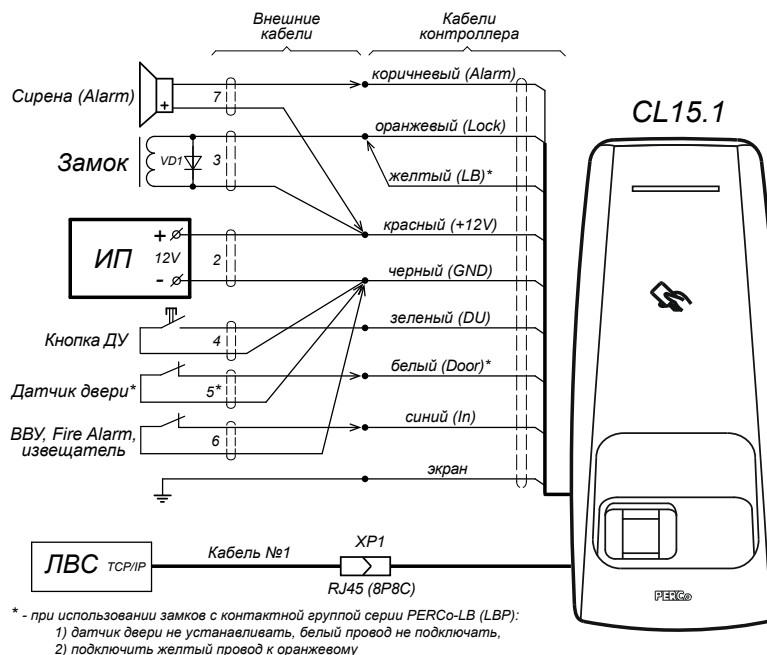 Внешние кабели
Кабели контроллера
Сирена (Alarm)
+
7
коричневый (Alarm)
CL15.1
Замок
VD1
3
оранжевый (Lock)
желтый (LB)*
ИП
+
12V
-
2
красный (+12V)
черный (GND)
Кнопка ДУ
4
зеленый (DU)
Датчик двери*
5*
белый (Door)*
ВВУ, Fire Alarm,
извещатель
6
синий (In)
экран
ЛВС TCP/IP
Кабель №1
XP1
RJ45 (8P8C)
PERCo
* - при использовании замков с контактной группой серии PERCo-LB (LBP):
1) датчик двери не устанавливать, белый провод не подключать,
2) подключить желтый провод к оранжевому